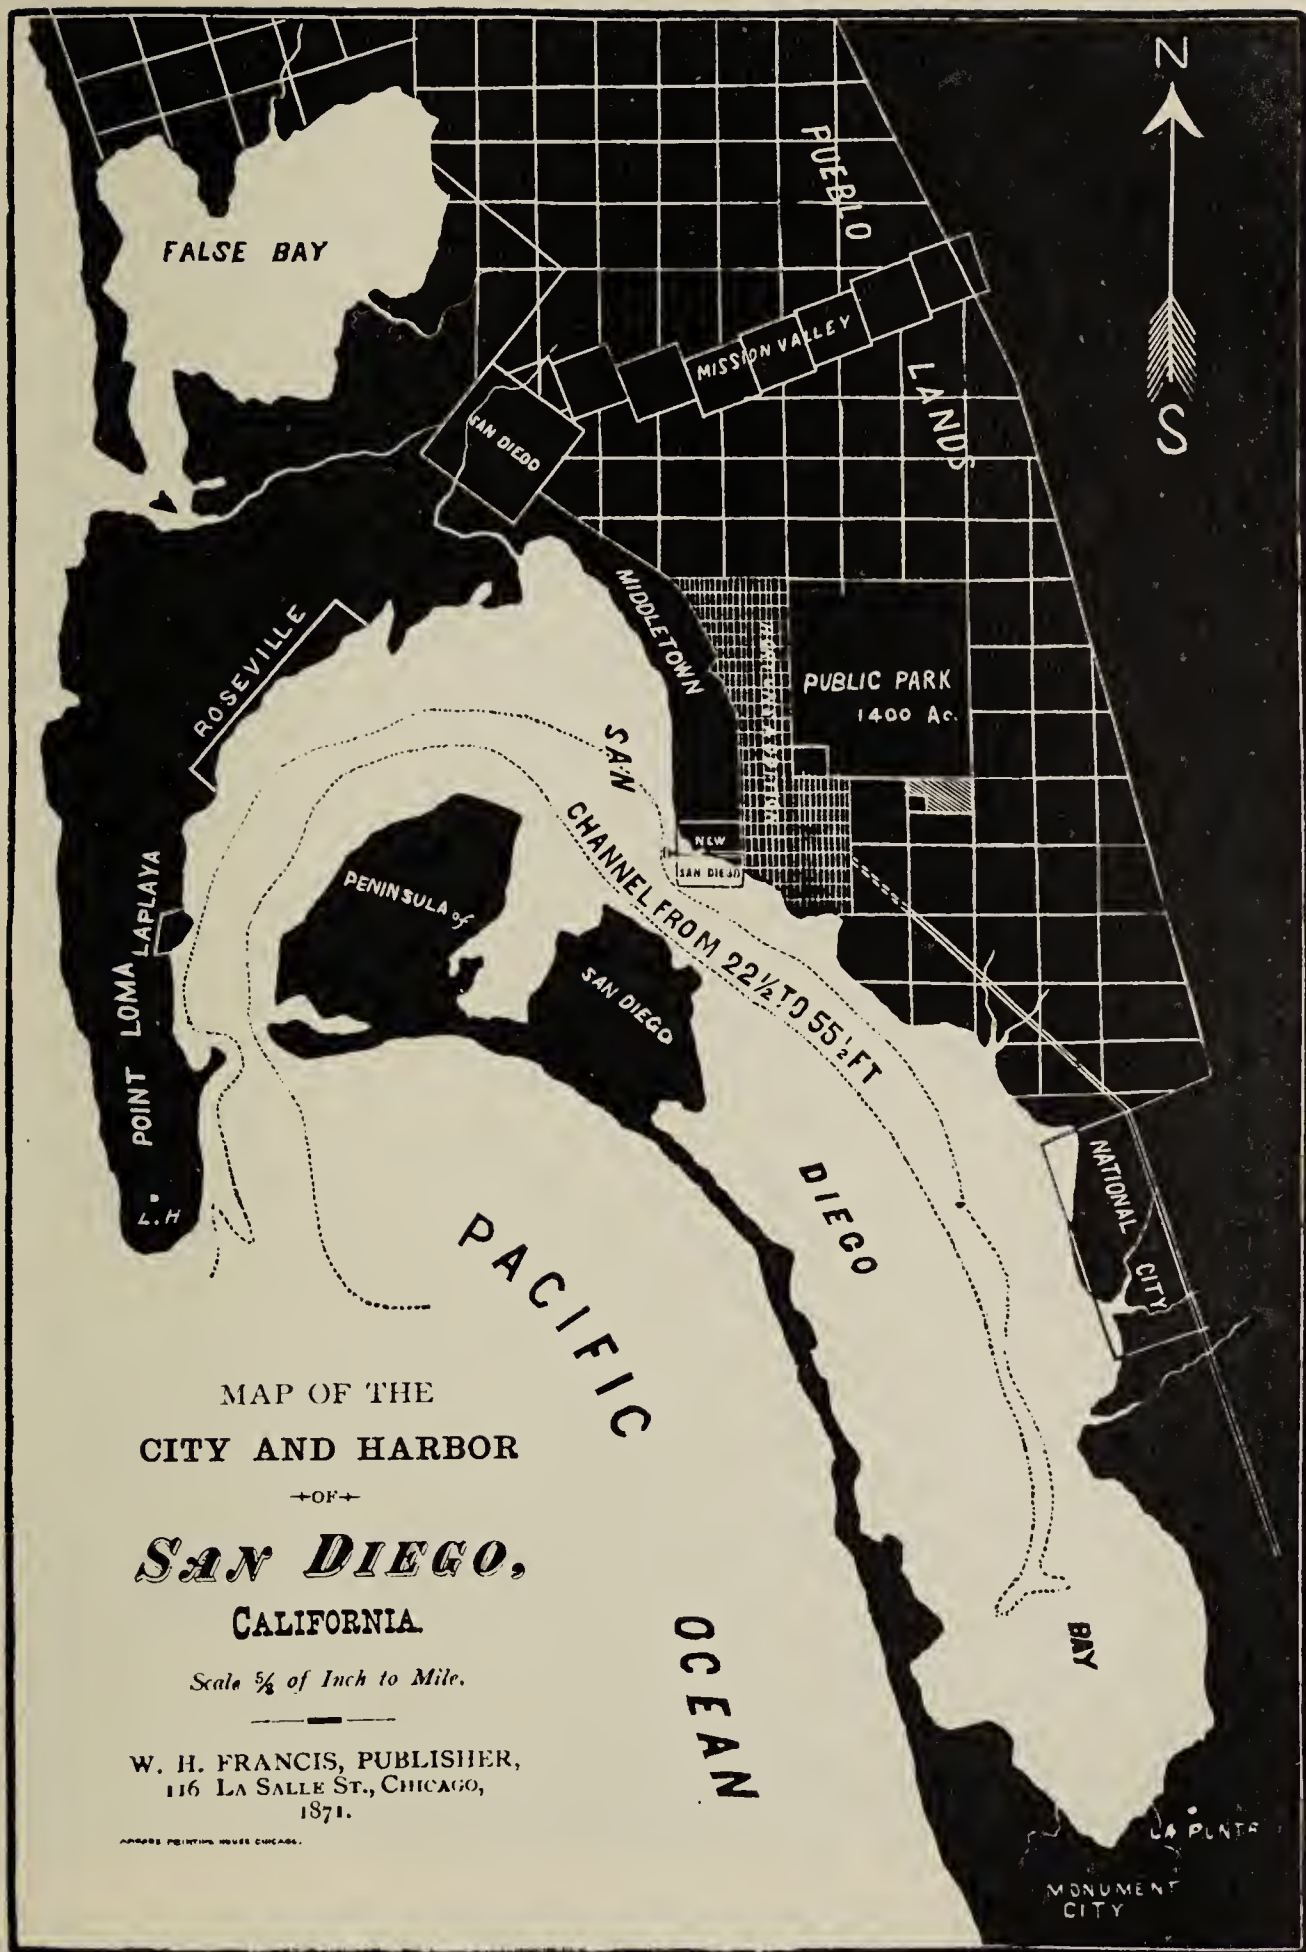 N
S
PUEBLO
LANDS
FALSE BAY
MISSION VALLEY
SAN DIEGO
MIDDLETOWN
ROSEVILLE
PUBLIC PARK
1400 Ac.
SAN
DIEGO
BAY
CHANNEL FROM 22½ TO 55½ FT
NEW
SAN DIEGO
PENINSULA of
SAN DIEGO
LAPLAYA
POINT LOMA
L.H
NATIONAL
CITY
PACIFIC
OCEAN
LA PUNTA
MONUMENT
CITY
MAP OF THE
CITY AND HARBOR
OF
SAN DIEGO,
CALIFORNIA.
Scale ⅝ of Inch to Mile.
W. H. FRANCIS, PUBLISHER,
116 LA SALLE ST., CHICAGO,
1871.
PRINTING HOUSE CHICAGO.